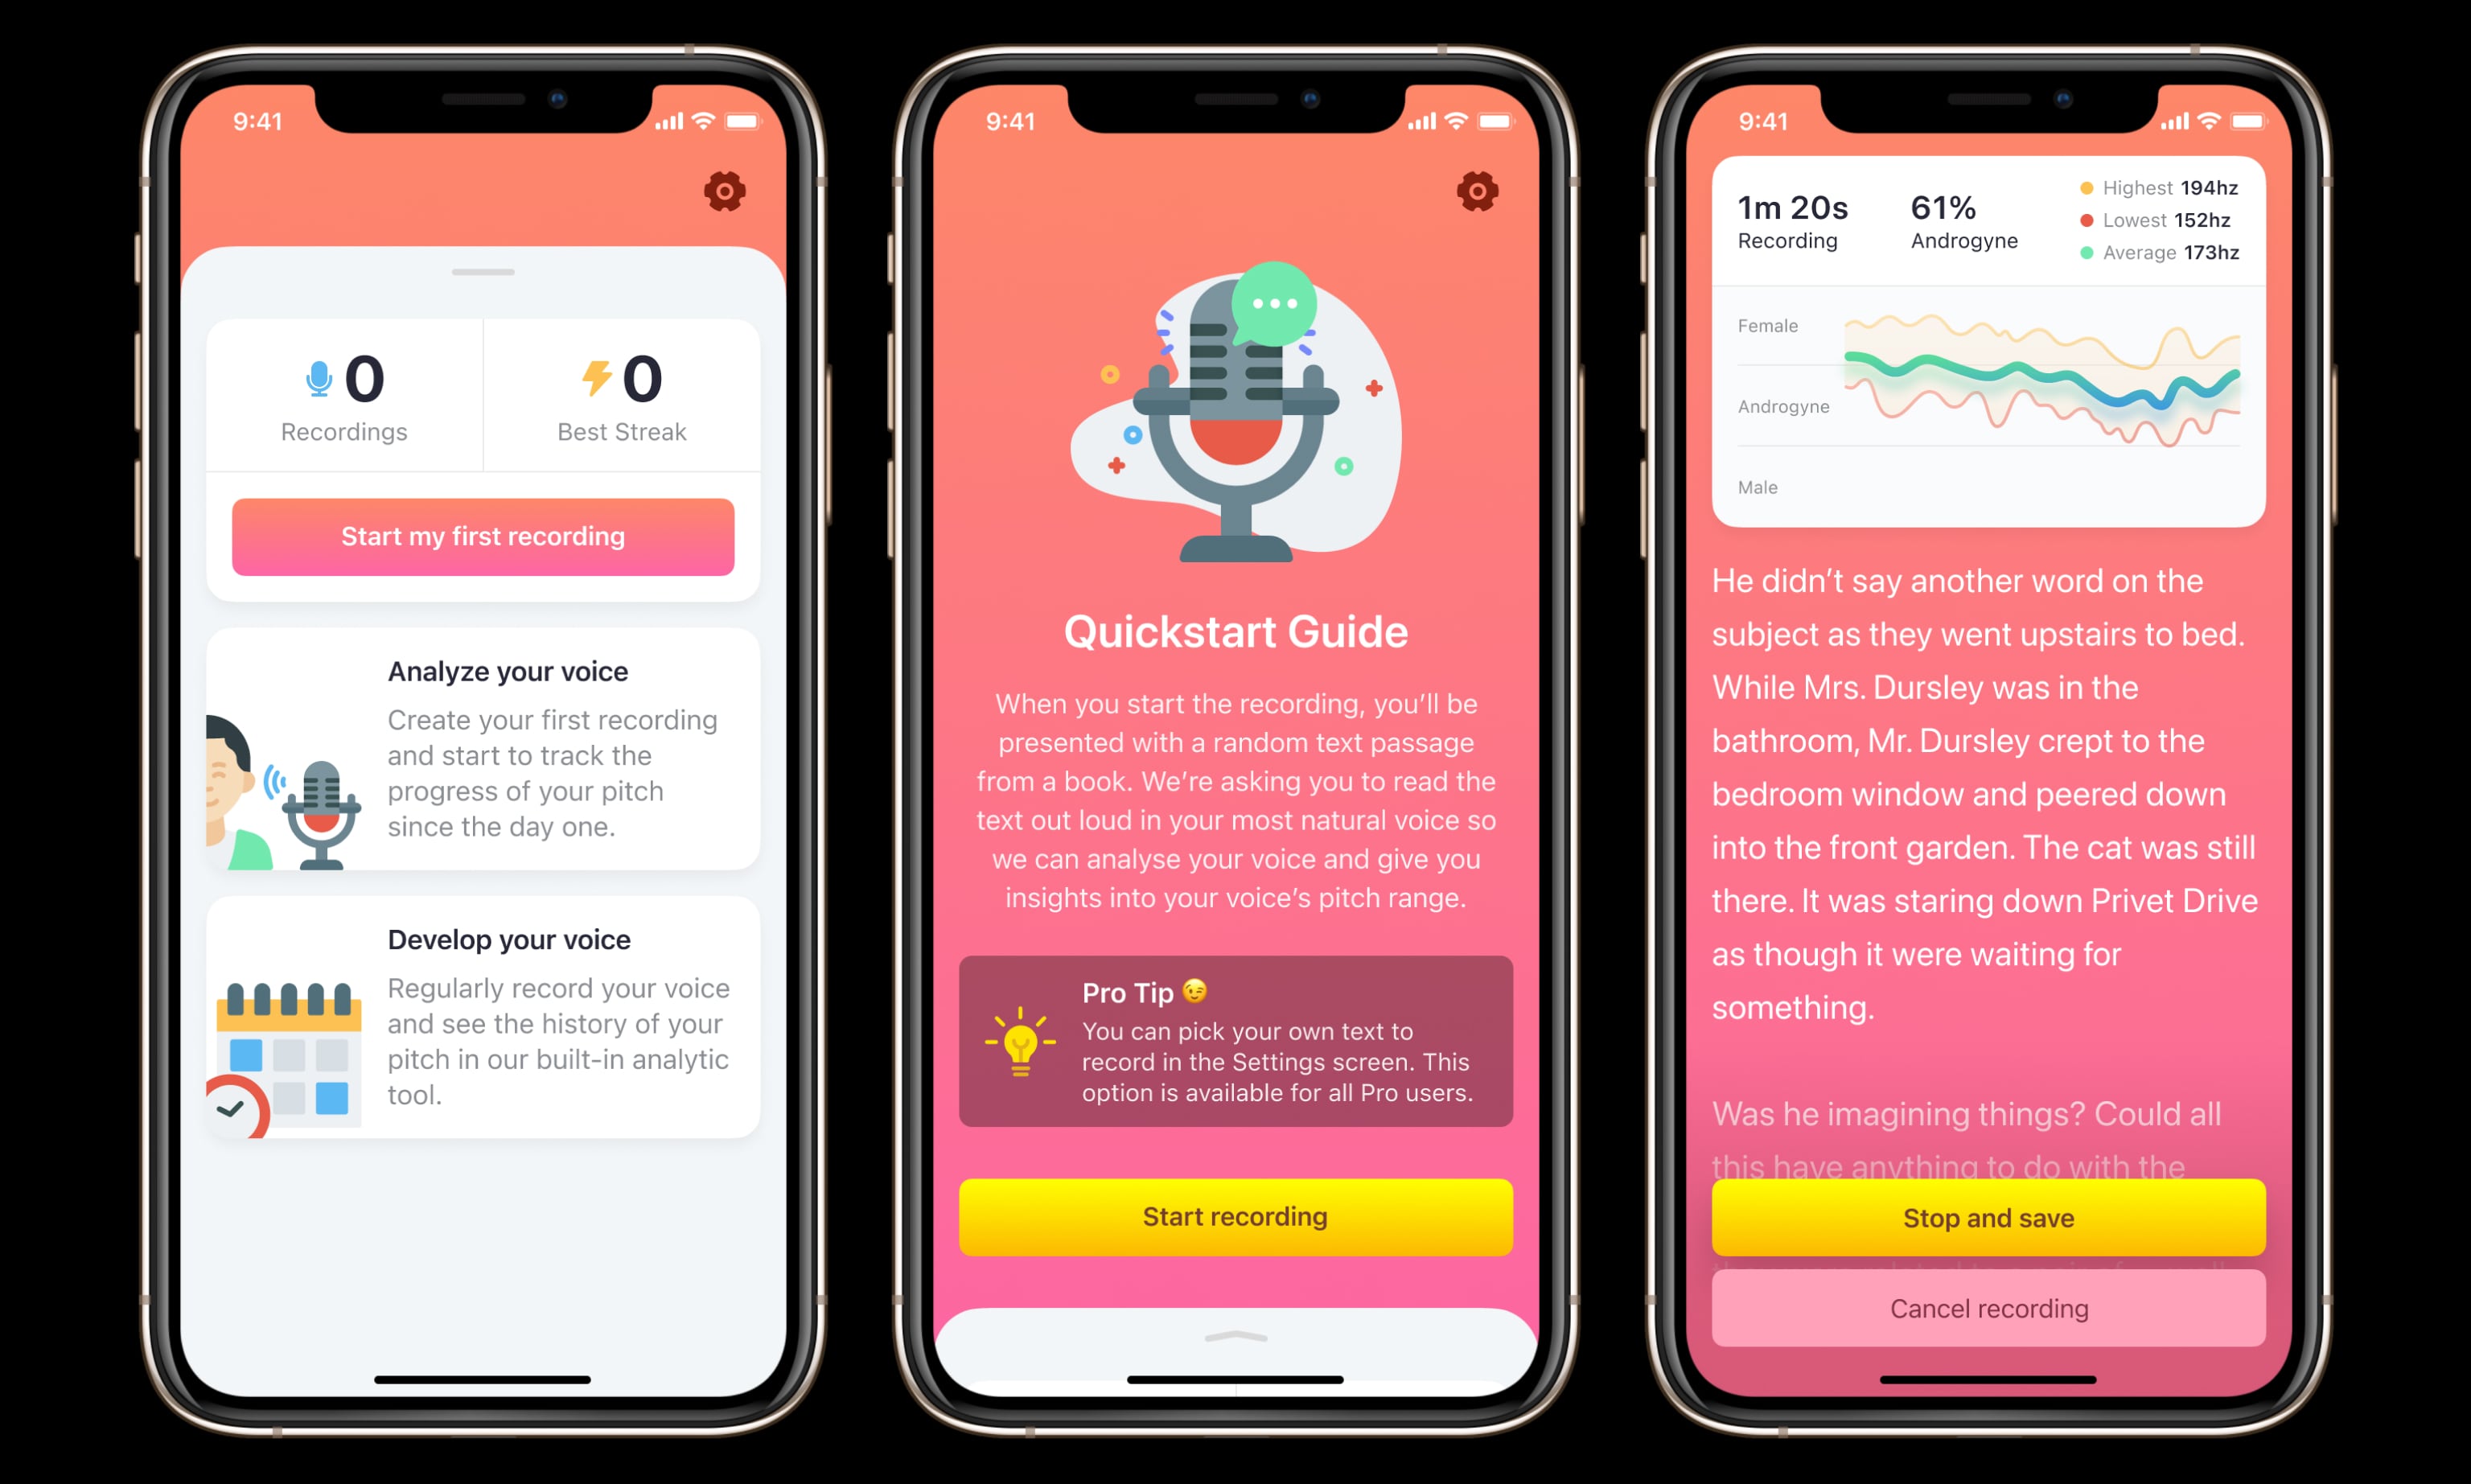 9:41
0
Recordings
0
Best Streak
Start my first recording
Analyze your voice
Create your first recording
and start to track the
progress of your pitch
since the day one.
Develop your voice
Regularly record your voice
and see the history of your
pitch in our built-in analytic
tool.
9:41
Quickstart Guide
When you start the recording, you’ll be
presented with a random text passage
from a book. We’re asking you to read the
text out loud in your most natural voice so
we can analyse your voice and give you
insights into your voice’s pitch range.
Pro Tip 😉
You can pick your own text to
record in the Settings screen. This
option is available for all Pro users.
Start recording
9:41
1m 20s
Recording
61%
Androgyne
Highest 194hz
Lowest 152hz
Average 173hz
Female
Androgyne
Male
He didn’t say another word on the
subject as they went upstairs to bed.
While Mrs. Dursley was in the
bathroom, Mr. Dursley crept to the
bedroom window and peered down
into the front garden. The cat was still
there. It was staring down Privet Drive
as though it were waiting for
something.
Was he imagining things? Could all
this have anything to do with the
Stop and save
Cancel recording